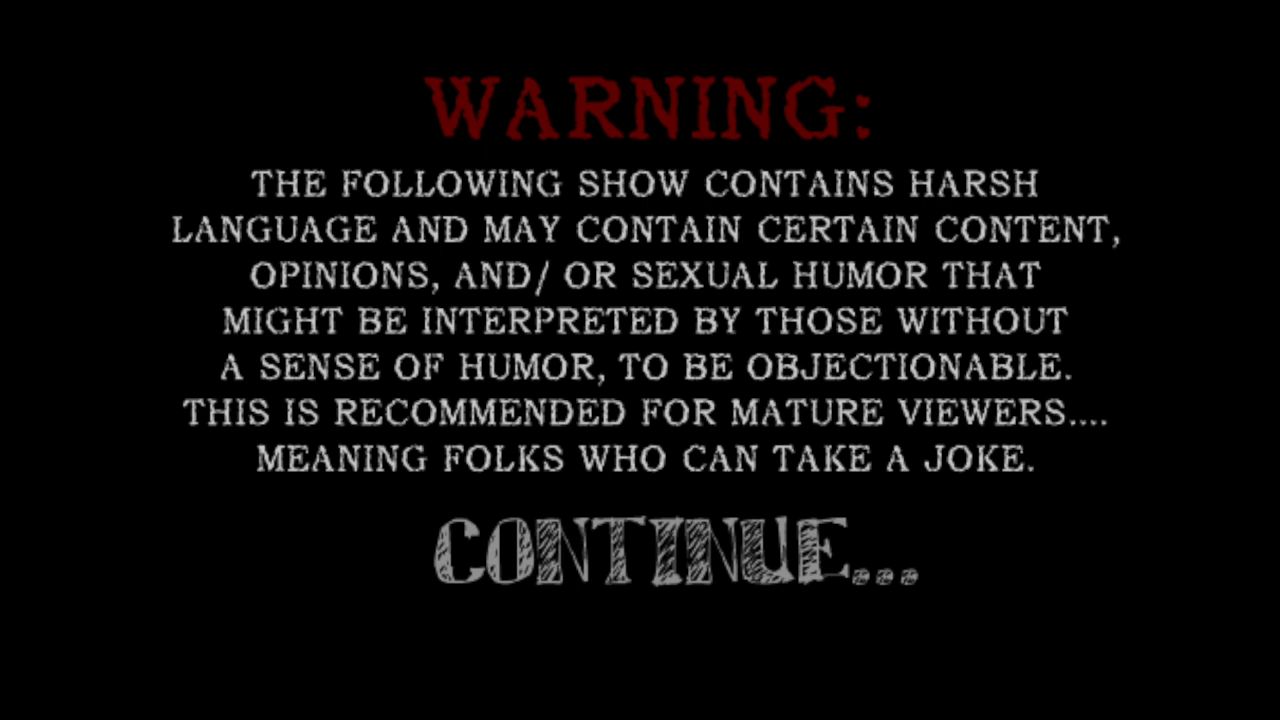 WARNING:
THE FOLLOWING SHOW CONTAINS HARSH
LANGUAGE AND MAY CONTAIN CERTAIN CONTENT,
OPINIONS, AND/ OR SEXUAL HUMOR THAT
MIGHT BE INTERPRETED BY THOSE WITHOUT
A SENSE OF HUMOR, TO BE OBJECTIONABLE.
THIS IS RECOMMENDED FOR MATURE VIEWERS....
MEANING FOLKS WHO CAN TAKE A JOKE.
CONTINUE...